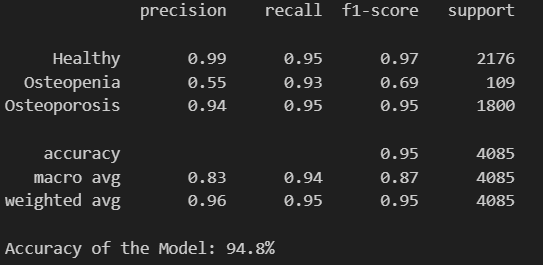 precision recall f1-score support
Healthy 0.99 0.95 0.97 2176
Osteopenia 0.55 0.93 0.69 109
Osteoporosis 0.94 0.95 0.95 1800
accuracy 0.95 4085
macro avg 0.83 0.94 0.87 4085
weighted avg 0.96 0.95 0.95 4085
Accuracy of the Model: 94.8%